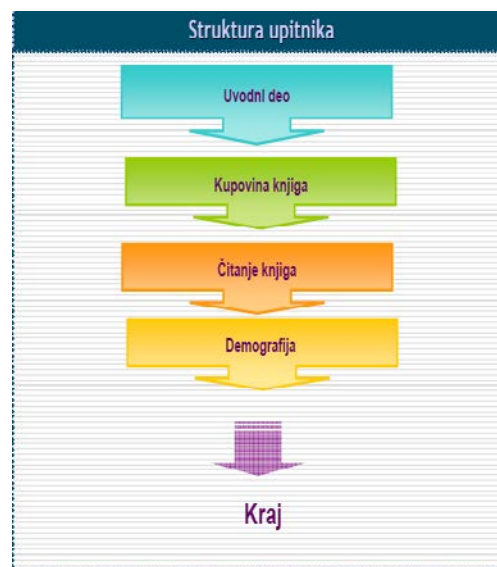 Struktura upitnika
Uvodni deo
Kupovina knjiga
Čitanje knjiga
Demografija
Kraj